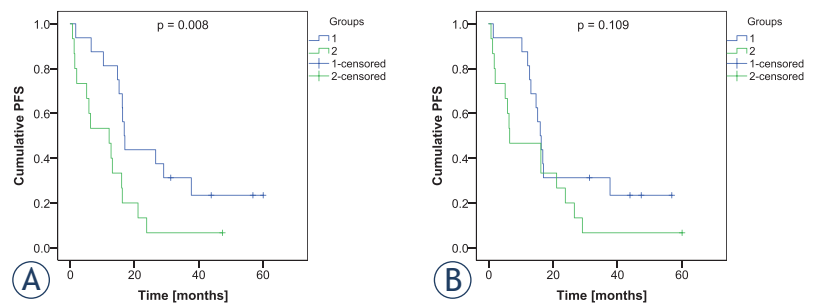 p = 0.008
Groups
1
2
1-censored
2-censored
Cumulative PFS
1.0
0.8
0.6
0.4
0.2
0.0
0 20 40 60
Time [months]
A
p = 0.109
Groups
1
2
1-censored
2-censored
Cumulative PFS
1.0
0.8
0.6
0.4
0.2
0.0
0 20 40 60
Time [months]
B